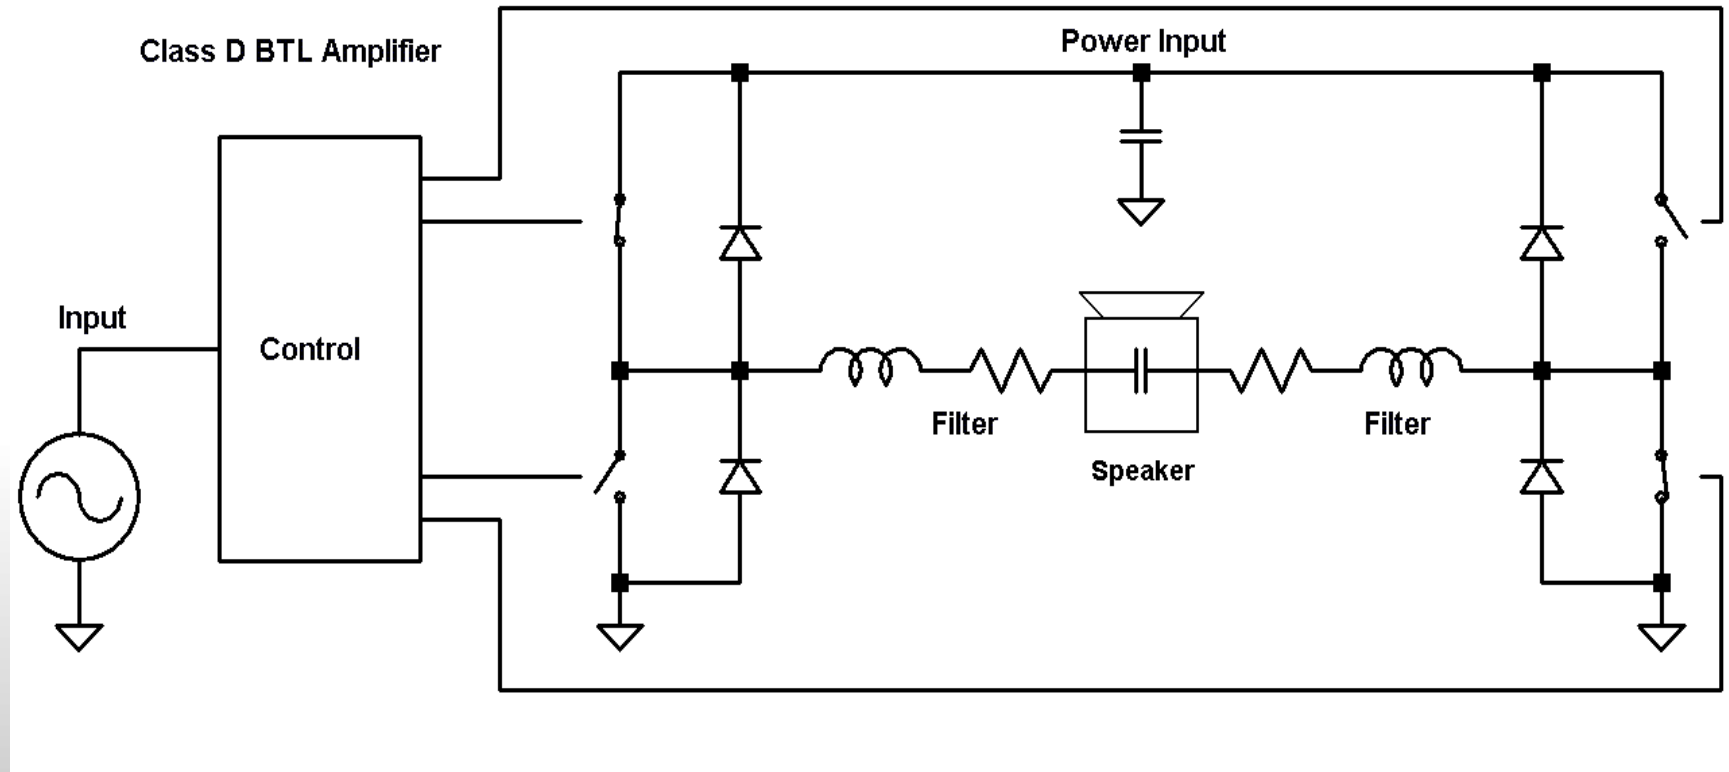 Class D BTL Amplifier
Power Input
Input
Control
Filter
Filter
Speaker